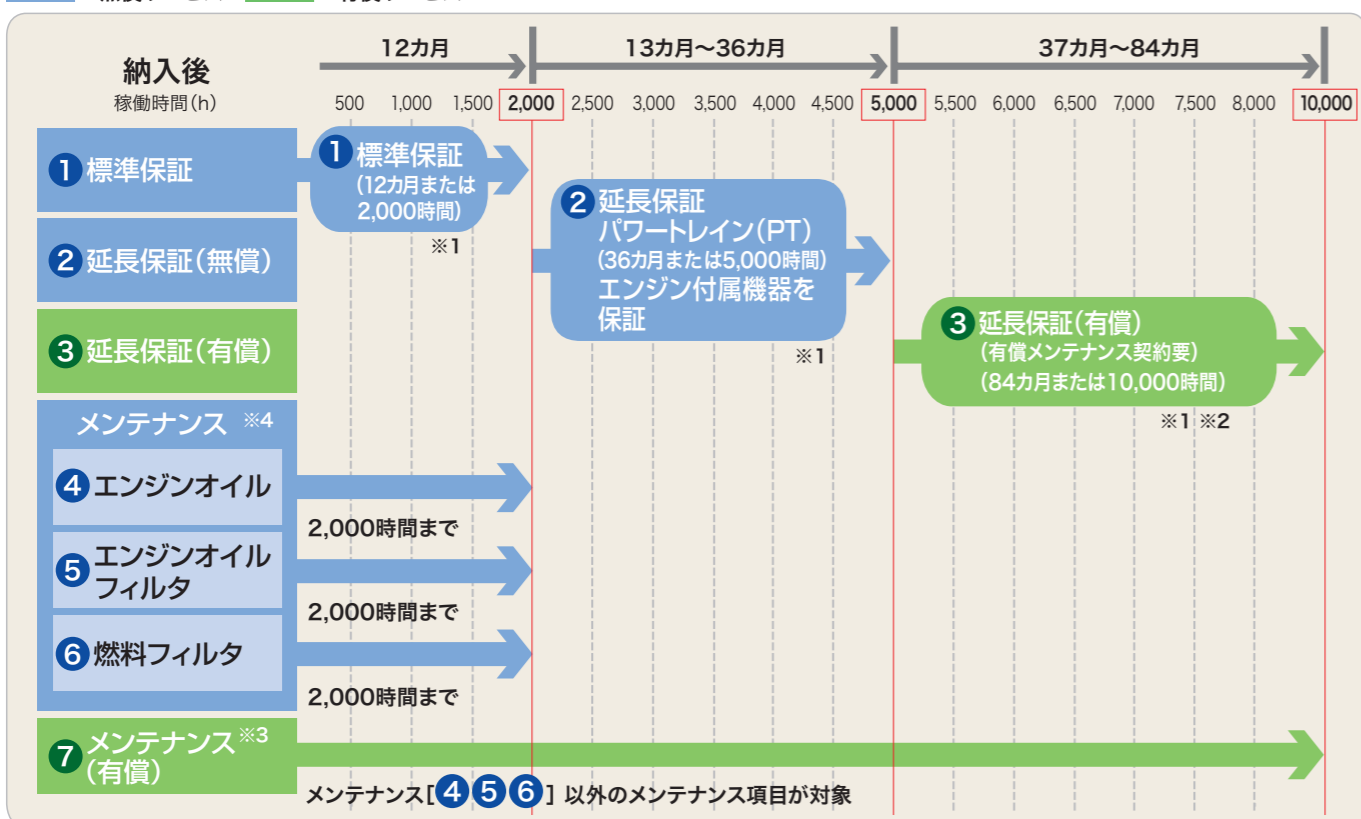 12カ月 13カ月～36カ月 37カ月～84カ月
納入後
稼働時間(h) 500 1,000 1,500 2,000 2,500 3,000 3,500 4,000 4,500 5,000 5,500 6,000 6,500 7,000 7,500 8,000 10,000
❶標準保証
❶標準保証
(12カ月または
2,000時間)
※1
❷延長保証(無償)
❷延長保証
パワートレイン(PT)
(36カ月または5,000時間)
エンジン付属機器を
保証
※1
❸延長保証(有償)
❸延長保証(有償)
(有償メンテナンス契約要)
(84カ月または10,000時間)
※1 ※2
メンテナンス ※4
❹エンジンオイル
2,000時間まで
❺エンジンオイル
フィルタ
2,000時間まで
❻燃料フィルタ
2,000時間まで
❼メンテナンス※3
(有償)
メンテナンス[❹❺❻]以外のメンテナンス項目が対象